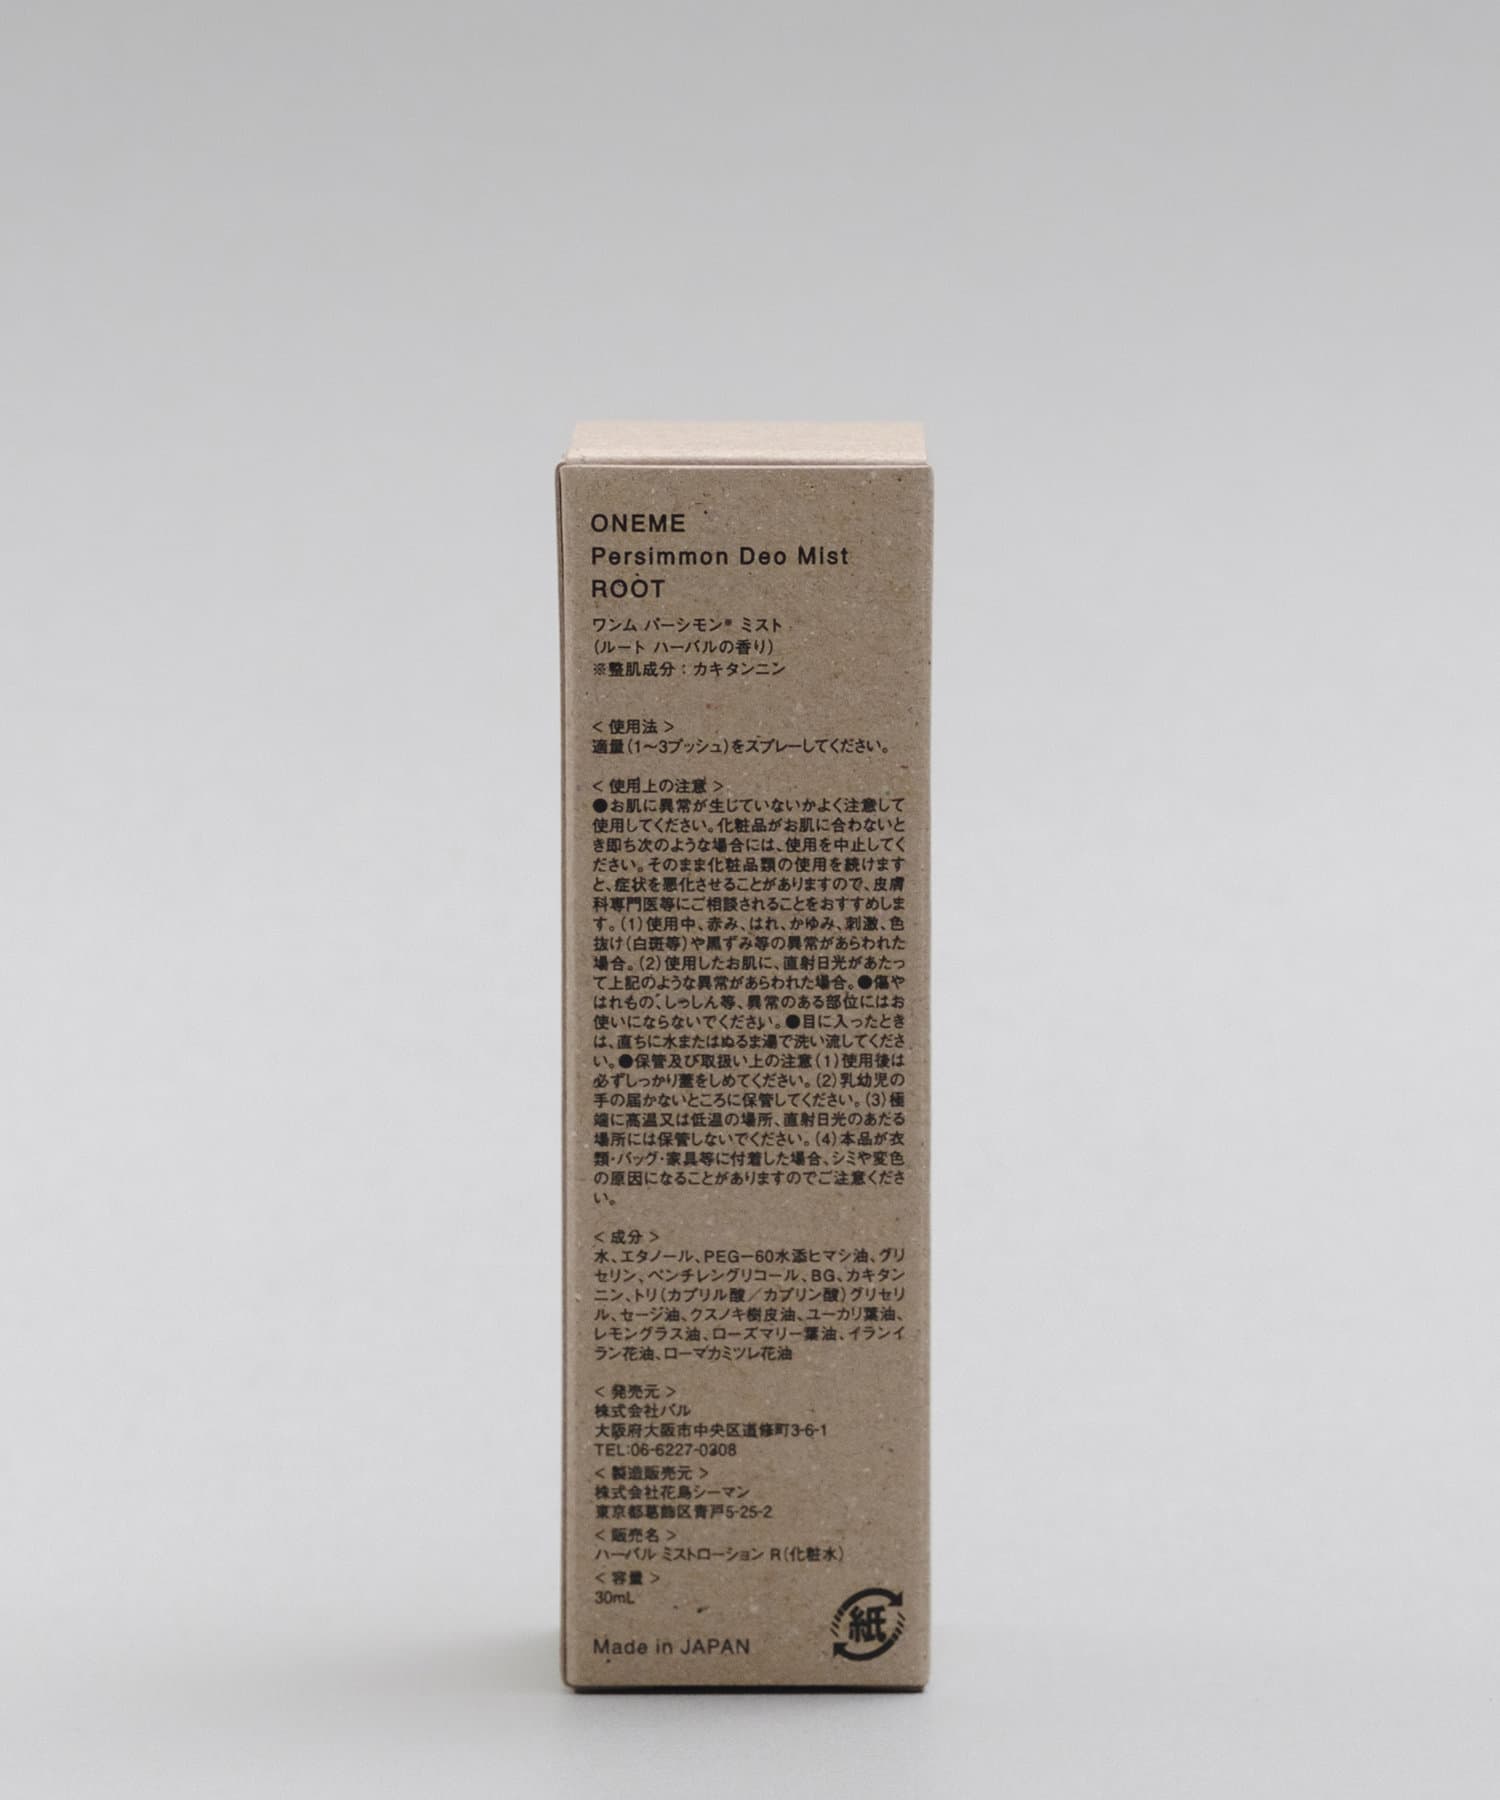 ONEME
Persimmon Deo Mist
ROOT
ワンム パーシモン※ ミスト
(ルート ハーバルの香り)
※整肌成分：カキタンニン
< 使用法 >
適量(1〜3プッシュ)をスプレーしてください。
< 使用上の注意 >
●お肌に異常が生じていないかよく注意して
使用してください。化粧品がお肌に合わないと
き即ち次のような場合には、使用を中止してく
ださい。そのまま化粧品類の使用を続けます
と、症状を悪化させることがありますので、皮膚
科専門医等にご相談されることをおすすめしま
す。(1)使用中、赤み、はれ、かゆみ、刺激、色
抜け(白斑等)や黒ずみ等の異常があらわれた
場合。(2)使用したお肌に、直射日光があたっ
て上記のような異常があらわれた場合。●傷や
はれもの、しっしん等、異常のある部位にはお
使いにならないでください。●目に入ったとき
は、直ちに水またはぬるま湯で洗い流してくださ
い。●保管及び取扱い上の注意(1)使用後は
必ずしっかり蓋をしめてください。(2)乳幼児の
手の届かないところに保管してください。(3)極
端に高温又は低温の場所、直射日光のあたる
場所には保管しないでください。(4)本品が衣
類・バッグ・家具等に付着した場合、シミや変色
の原因になることがありますのでご注意くださ
い。
< 成分 >
水、エタノール、PEG−60水添ヒマシ油、グリ
セリン、ペンチレングリコール、BG、カキタン
ニン、トリ(カプリル酸／カプリン酸)グリセリ
ル、セージ油、クスノキ樹皮油、ユーカリ葉油、
レモングラス油、ローズマリー葉油、イランイ
ラン花油、ローマカミツレ花油
< 発売元 >
株式会社パル
大阪府大阪市中央区道修町3-6-1
TEL:06-6227-0308
< 製造販売元 >
株式会社花島シーマン
東京都葛飾区青戸5-25-2
< 販売名 >
ハーバル ミストローション R(化粧水)
< 容量 >
30mL
紙
Made in JAPAN